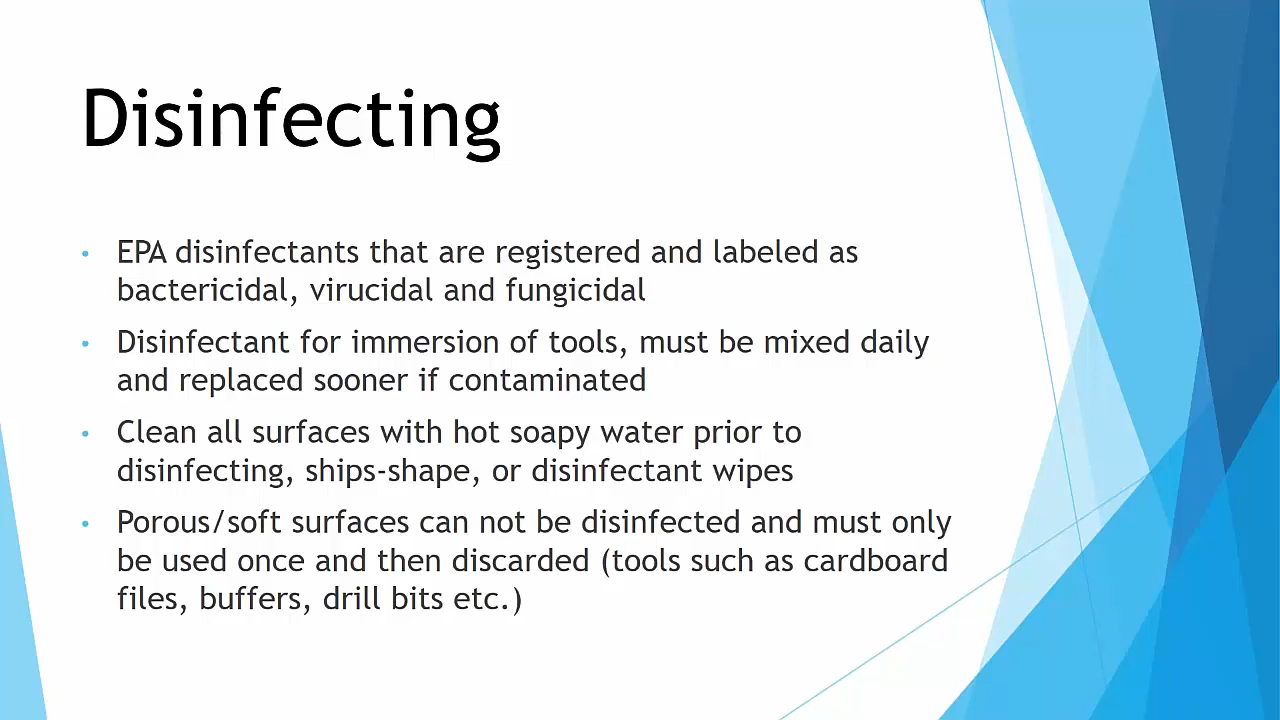 Disinfecting
• EPA disinfectants that are registered and labeled as
bactericidal, virucidal and fungicidal
• Disinfectant for immersion of tools, must be mixed daily
and replaced sooner if contaminated
• Clean all surfaces with hot soapy water prior to
disinfecting, ships-shape, or disinfectant wipes
• Porous/soft surfaces can not be disinfected and must only
be used once and then discarded (tools such as cardboard
files, buffers, drill bits etc.)